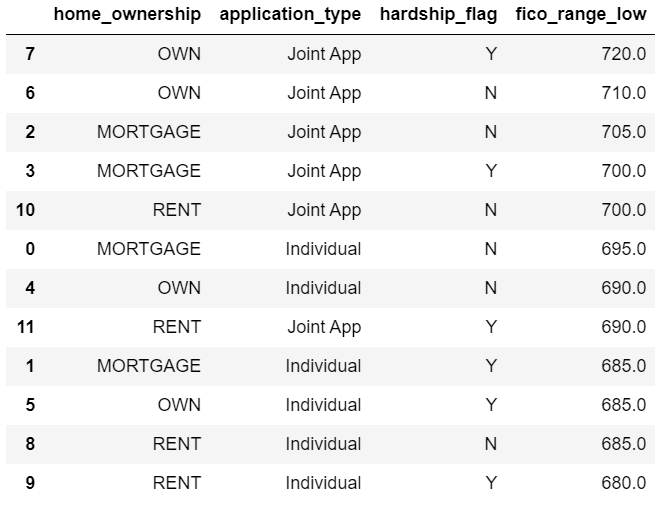 home_ownership application_type hardship_flag fico_range_low
7 OWN Joint App Y 720.0
6 OWN Joint App N 710.0
2 MORTGAGE Joint App N 705.0
3 MORTGAGE Joint App Y 700.0
10 RENT Joint App N 700.0
0 MORTGAGE Individual N 695.0
4 OWN Individual N 690.0
11 RENT Joint App Y 690.0
1 MORTGAGE Individual Y 685.0
5 OWN Individual Y 685.0
8 RENT Individual N 685.0
9 RENT Individual Y 680.0